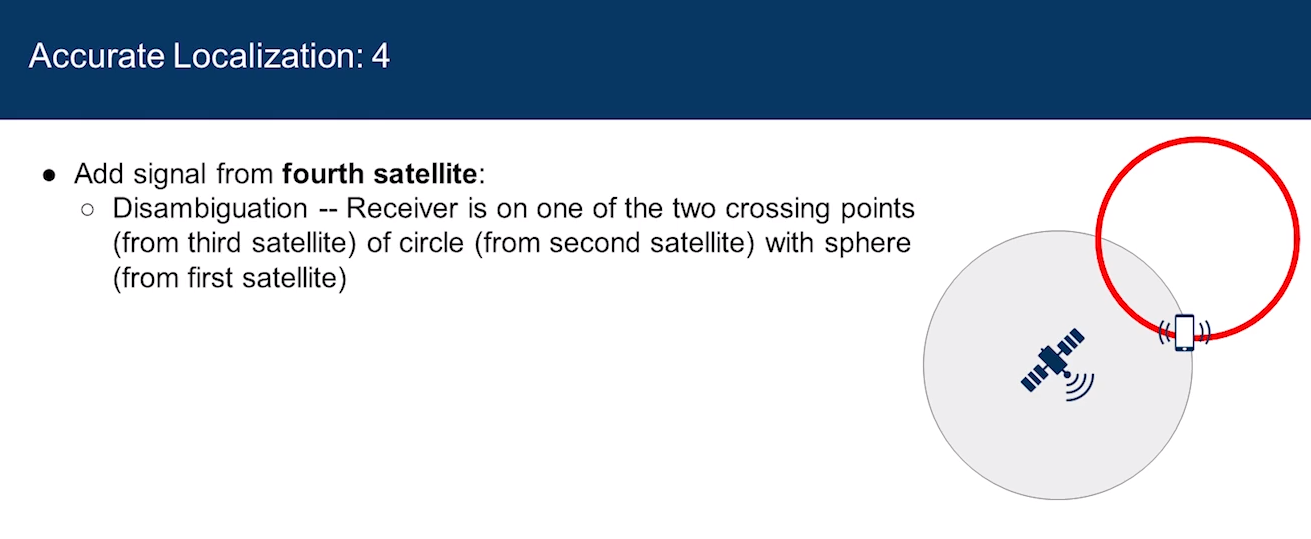 Accurate Localization: 4
● Add signal from fourth satellite:
○ Disambiguation -- Receiver is on one of the two crossing points
(from third satellite) of circle (from second satellite) with sphere
(from first satellite)